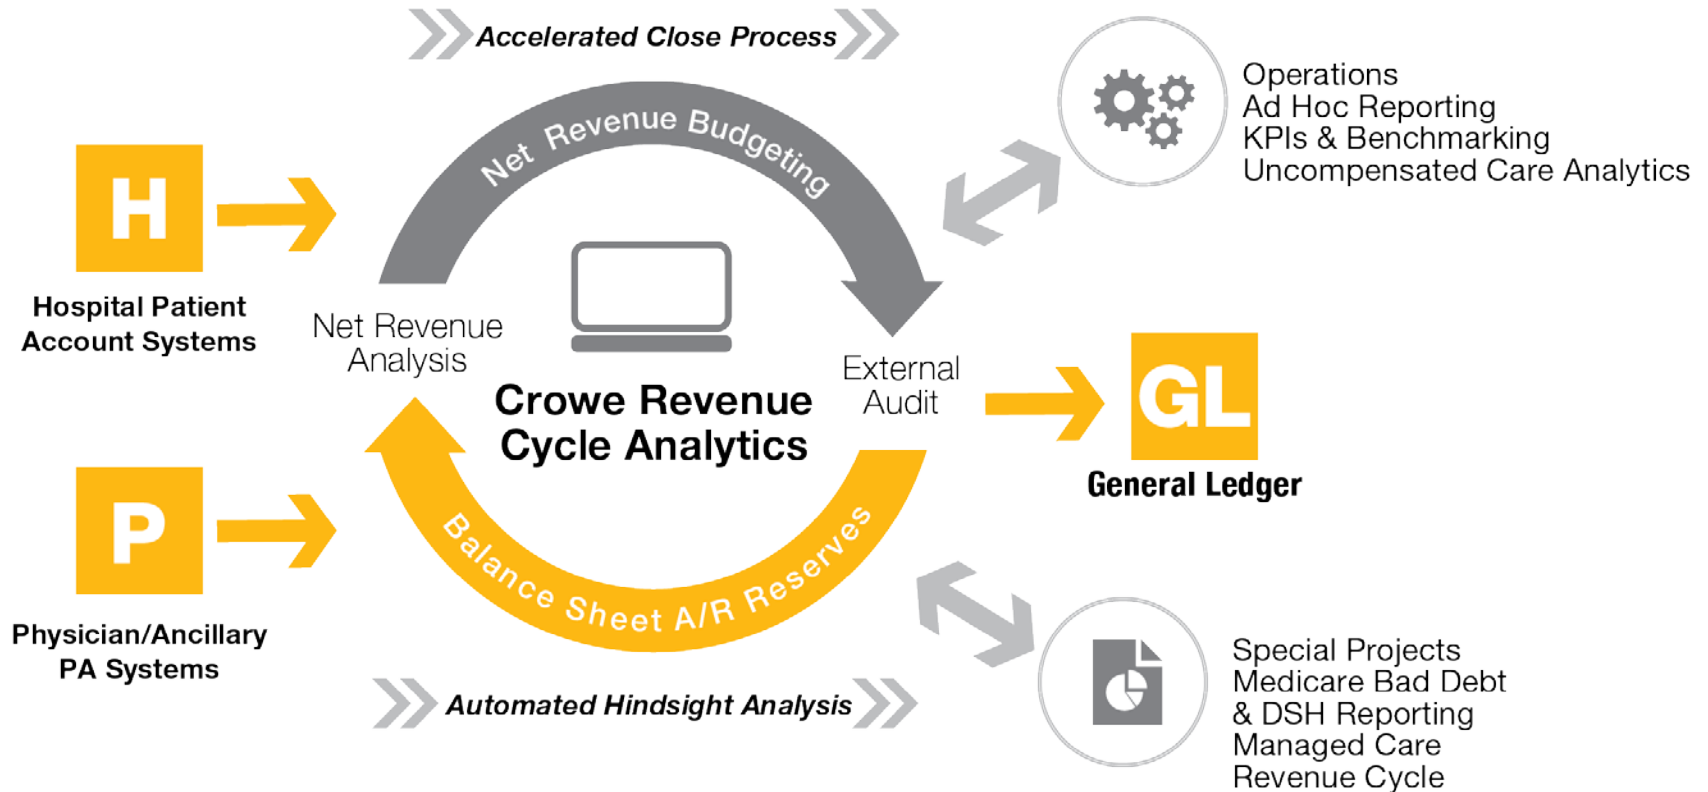 Accelerated Close Process
Operations
Ad Hoc Reporting
KPIs & Benchmarking
Uncompensated Care Analytics
Net Revenue Budgeting
H
Hospital Patient
Account Systems
Net Revenue
Analysis
Crowe Revenue
Cycle Analytics
External
Audit
GL
General Ledger
P
Physician/Ancillary
PA Systems
Balance Sheet A/R Reserves
Automated Hindsight Analysis
Special Projects
Medicare Bad Debt
& DSH Reporting
Managed Care
Revenue Cycle